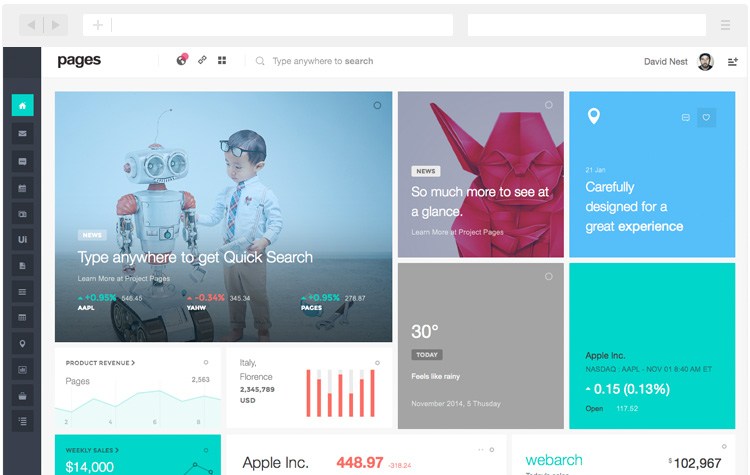 pages
Type anywhere to search
David Nest
UI
NEWS
Type anywhere to get Quick Search
Learn More at Project Pages
+0.95% 546.45
AAPL
-0.34% 345.34
YAHW
+0.95% 278.87
PAGES
NEWS
So much more to see at
a glance.
Learn More at Project Pages
21 Jan
Carefully
designed for a
great experience
30°
TODAY
Feels like rainy
November 2014, 5 Thusday
Apple Inc.
NASDAQ : AAPL - NOV 01 8:40 AM ET
0.15 (0.13%)
Open 117.52
PRODUCT REVENUE
Pages 2,563
2 4 6 8
Italy,
Florence
2,345,789
USD
WEEKLY SALES
$14,000
Apple Inc. 448.97 -318.24
webarch $102,967